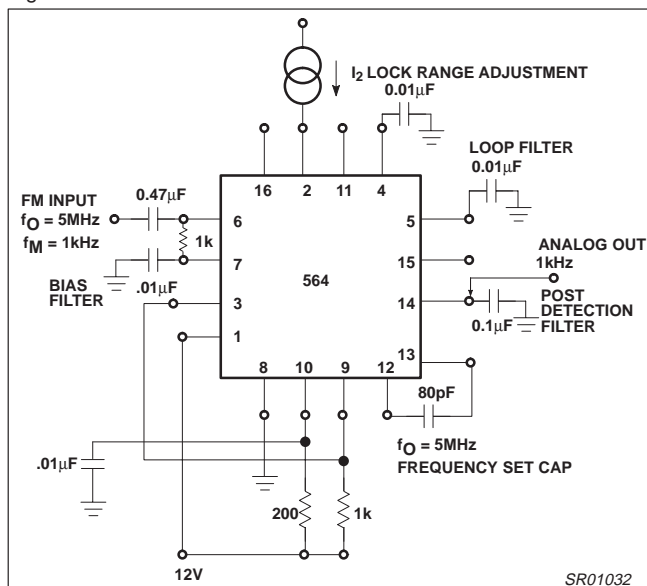 I2 LOCK RANGE ADJUSTMENT
0.01µF
LOOP FILTER
0.01µF
16
2
11
4
FM INPUT
fO = 5MHz
fM = 1kHz
0.47µF
6
5
1k
7
BIAS
FILTER
.01µF
564
15
ANALOG OUT
1kHz
14
POST
DETECTION
FILTER
0.1µF
3
1
13
8
10
9
12
80pF
fO = 5MHz
FREQUENCY SET CAP
.01µF
200
1k
12V
SR01032